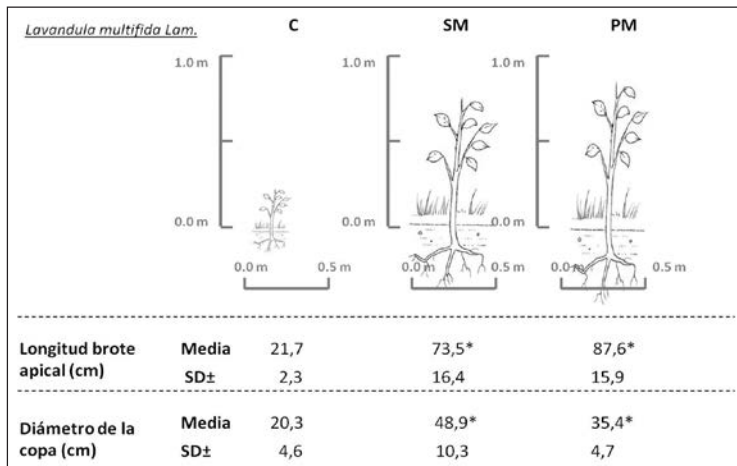 Lavandula multifida Lam. C SM PM
1.0 m 1.0 m 1.0 m
0.0 m 0.0 m 0.0 m
0.0 m 0.5 m 0.0 m 0.5 m 0.0 m 0.5 m
Longitud brote apical (cm) Media 21,7 73,5* 87,6*
SD± 2,3 16,4 15,9
Diámetro de la copa (cm) Media 20,3 48,9* 35,4*
SD± 4,6 10,3 4,7